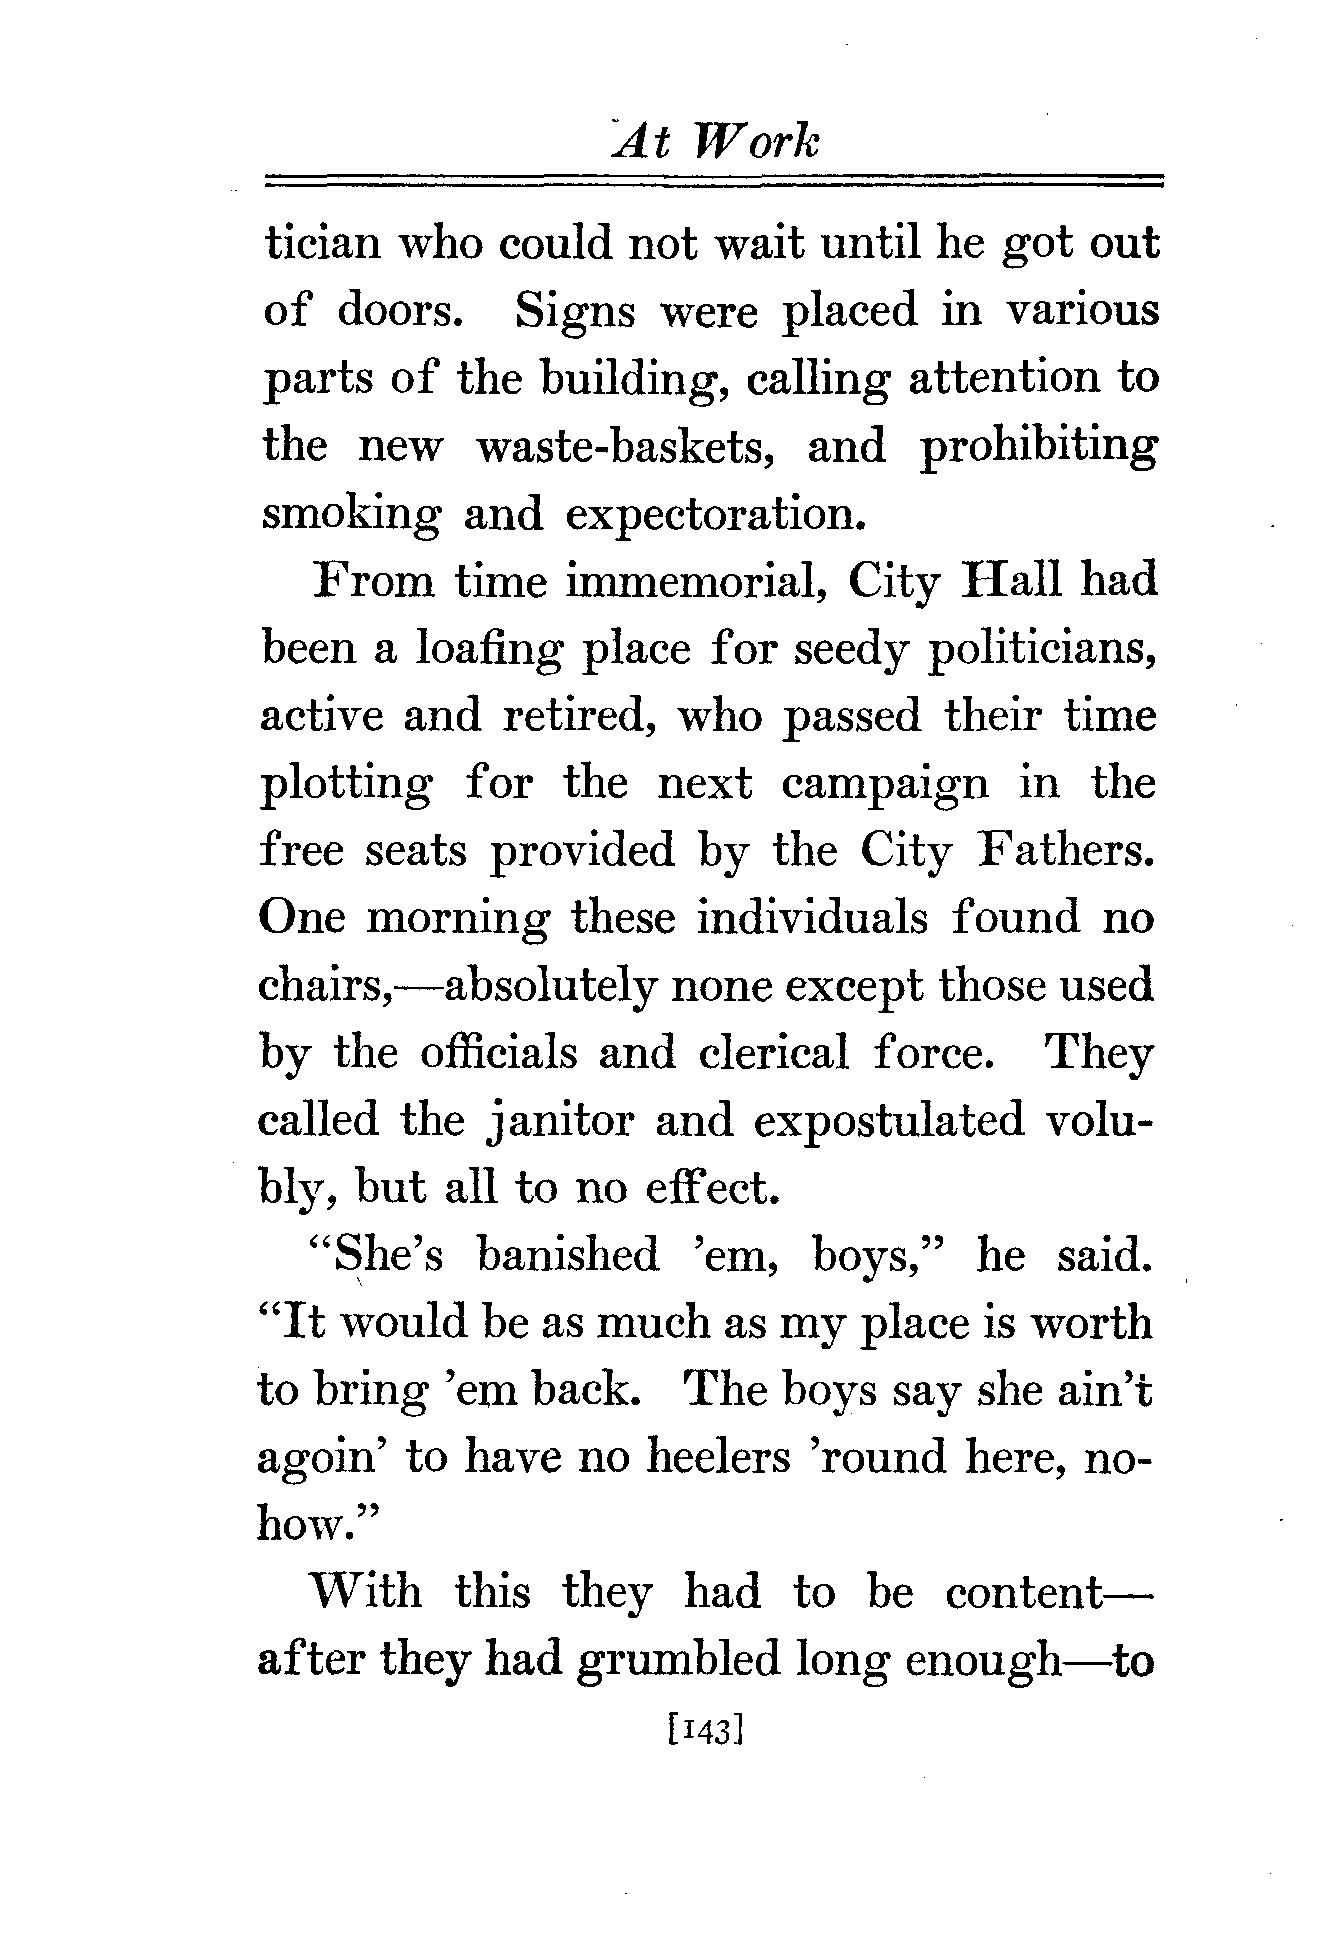 At Work
tician who could not wait until he got out
of doors. Signs were placed in various
parts of the building, calling attention to
the new waste-baskets, and prohibiting
smoking and expectoration.
From time immemorial, City Hall had
been a loafing place for seedy politicians,
active and retired, who passed their time
plotting for the next campaign in the
free seats provided by the City Fathers.
One morning these individuals found no
chairs,—absolutely none except those used
by the officials and clerical force. They
called the janitor and expostulated volu-
bly, but all to no effect.
“She’s banished ’em, boys,” he said.
“It would be as much as my place is worth
to bring ’em back. The boys say she ain’t
agoin’ to have no heelers ’round here, no-
how.”
With this they had to be content—
after they had grumbled long enough—to
[143]